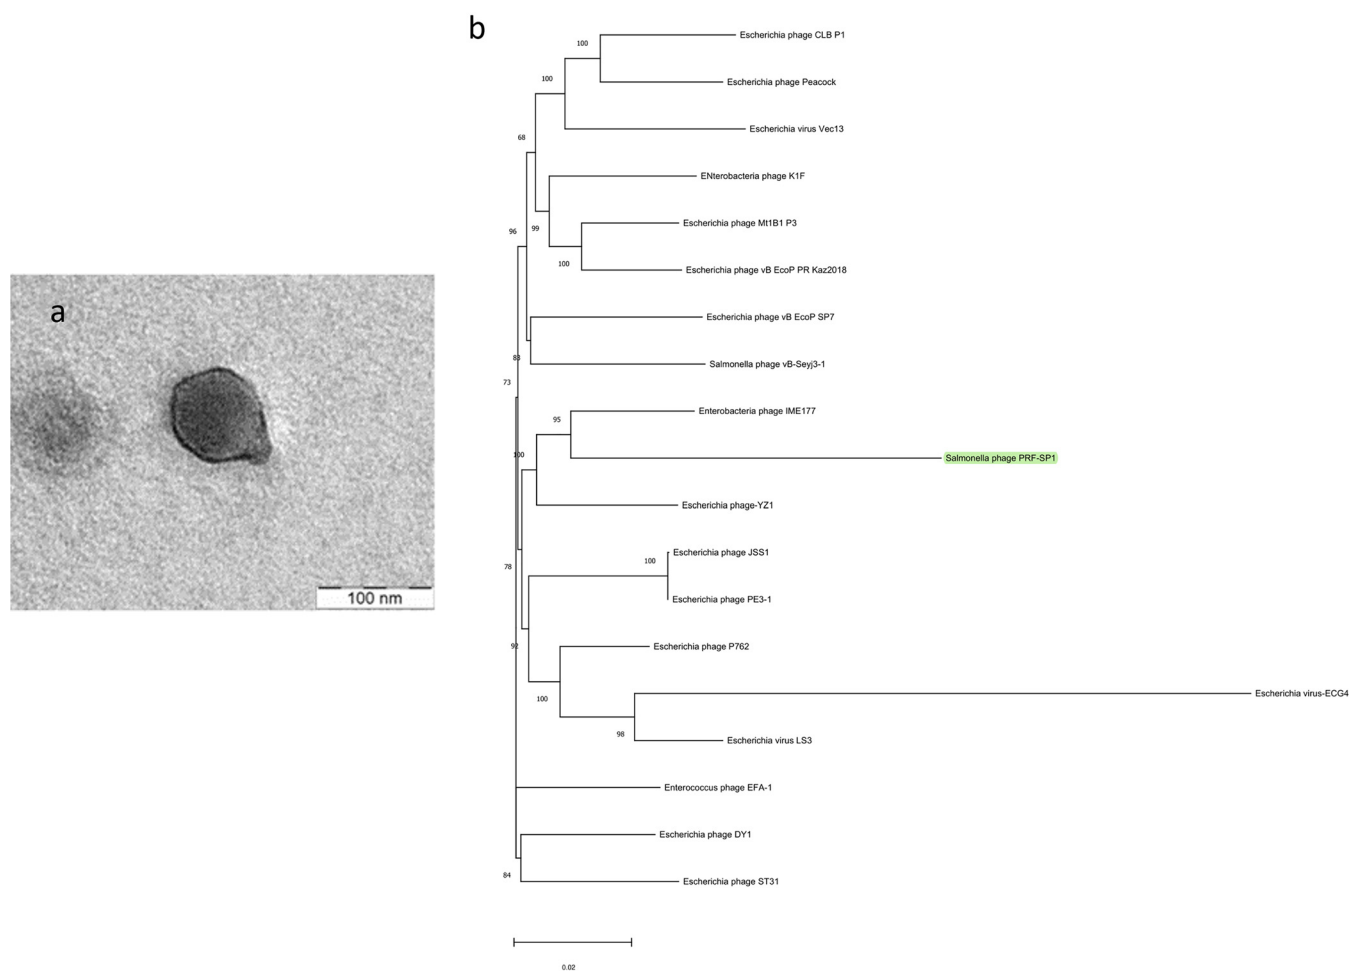 a
100 nm
b
100
Escherichia phage CLB P1
100
Escherichia phage Peacock
68
Escherichia virus Vec13
ENterobacteria phage K1F
96
99
Escherichia phage Mt1B1 P3
100
Escherichia phage vB EcoP PR Kaz2018
Escherichia phage vB EcoP SP7
83
Salmonella phage vB-Seyj3-1
73
95
Enterobacteria phage IME177
100
Salmonella phage PRF-SP1
Escherichia phage-YZ1
100
Escherichia phage JSS1
78
Escherichia phage PE3-1
92
Escherichia phage P762
100
Escherichia virus-ECG4
98
Escherichia virus LS3
Enterococcus phage EFA-1
Escherichia phage DY1
84
Escherichia phage ST31
0.02